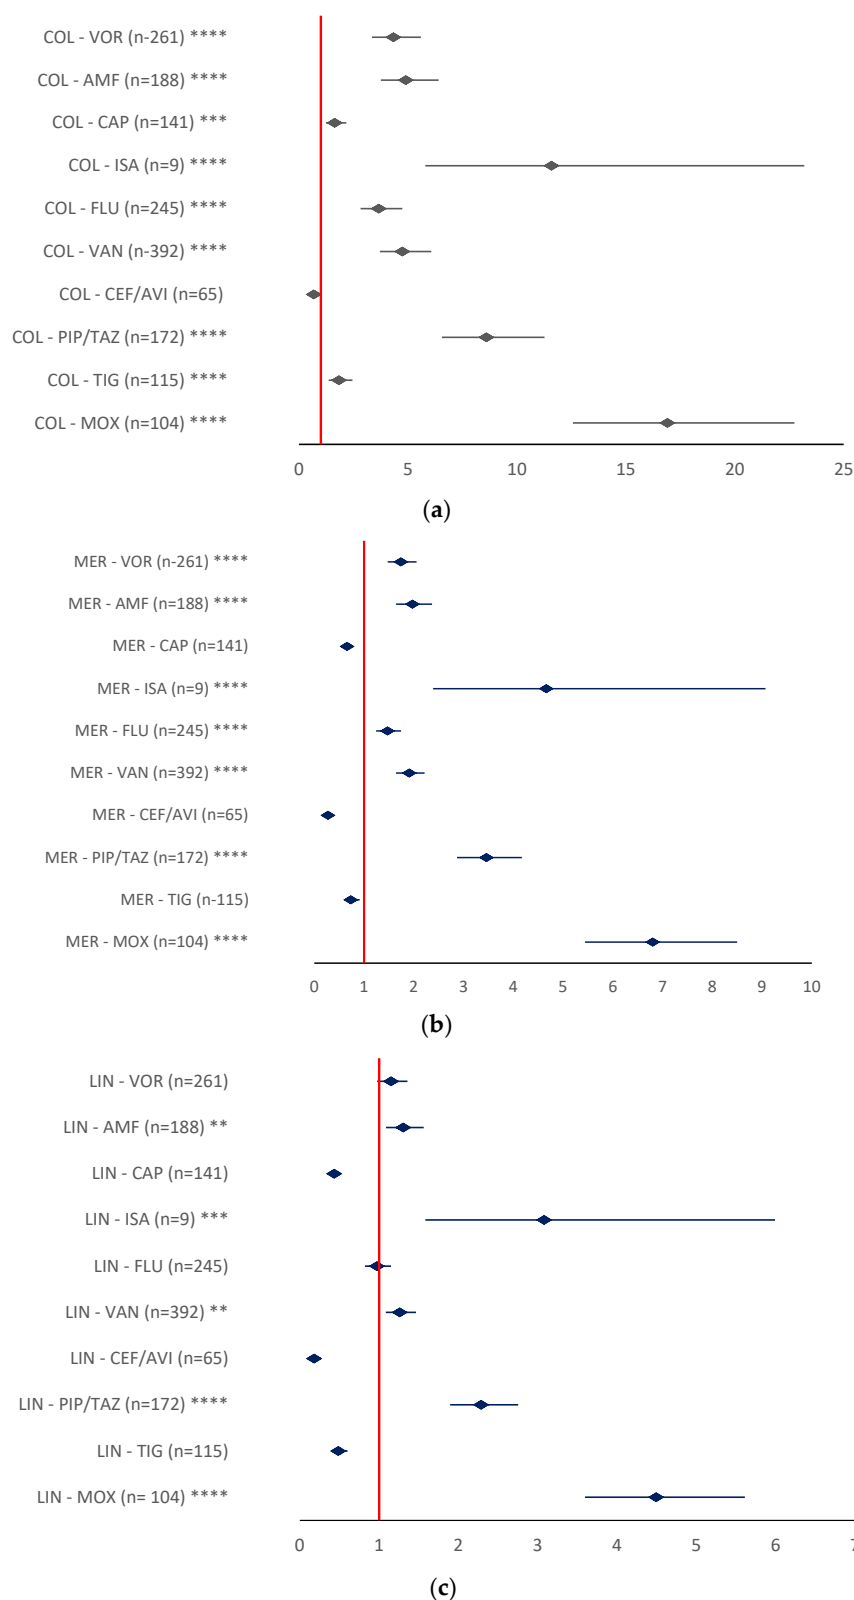 COL - VOR (n-261) ****
COL - AMF (n=188) ****
COL - CAP (n=141) ***
COL - ISA (n=9) ****
COL - FLU (n=245) ****
COL - VAN (n-392) ****
COL - CEF/AVI (n=65)
COL - PIP/TAZ (n=172) ****
COL - TIG (n=115) ****
COL - MOX (n=104) ****
0 5 10 15 20 25
(a)
MER - VOR (n-261) ****
MER - AMF (n=188) ****
MER - CAP (n=141)
MER - ISA (n=9) ****
MER - FLU (n=245) ****
MER - VAN (n=392) ****
MER - CEF/AVI (n=65)
MER - PIP/TAZ (n=172) ****
MER - TIG (n-115)
MER - MOX (n=104) ****
0 1 2 3 4 5 6 7 8 9 10
(b)
LIN - VOR (n=261)
LIN - AMF (n=188) **
LIN - CAP (n=141)
LIN - ISA (n=9) ***
LIN - FLU (n=245)
LIN - VAN (n=392) **
LIN - CEF/AVI (n=65)
LIN - PIP/TAZ (n=172) ****
LIN - TIG (n=115)
LIN - MOX (n= 104) ****
0 1 2 3 4 5 6 7
(c)